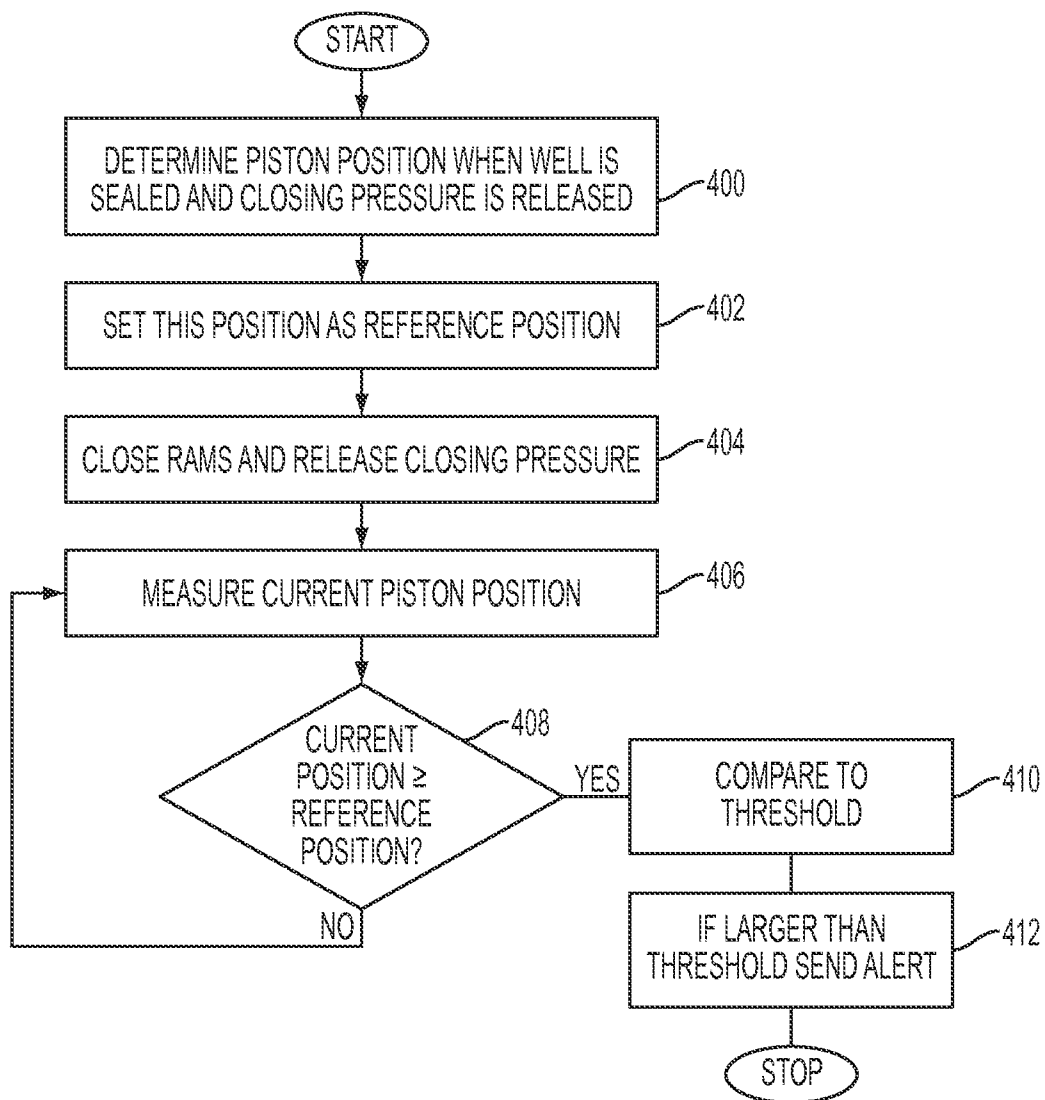 START
DETERMINE PISTON POSITION WHEN WELL IS
SEALED AND CLOSING PRESSURE IS RELEASED
400
SET THIS POSITION AS REFERENCE POSITION
402
CLOSE RAMS AND RELEASE CLOSING PRESSURE
404
MEASURE CURRENT PISTON POSITION
406
CURRENT
POSITION ≥
REFERENCE
POSITION?
408
YES
NO
COMPARE TO
THRESHOLD
410
IF LARGER THAN
THRESHOLD SEND ALERT
412
STOP